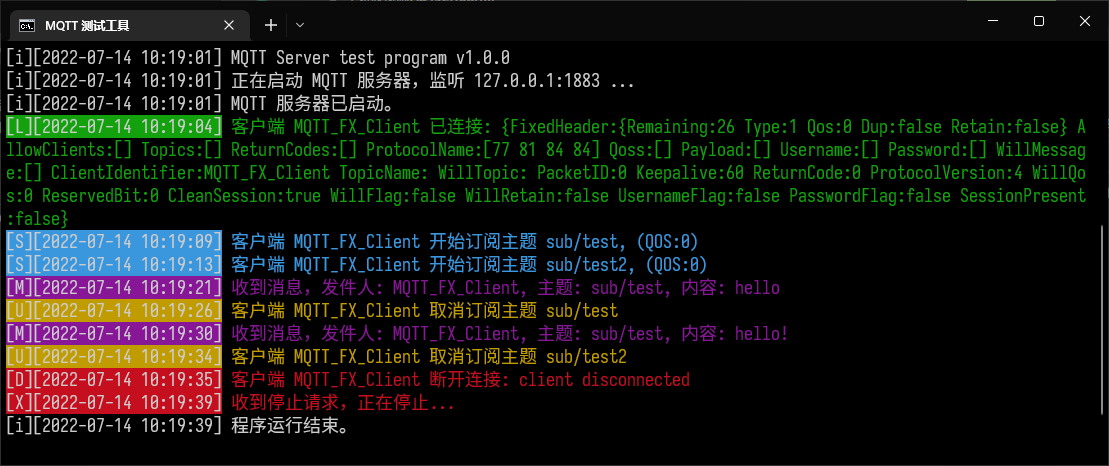 MQTT 测试工具
[i][2022-07-14 10:19:01] MQTT Server test program v1.0.0
[i][2022-07-14 10:19:01] 正在启动 MQTT 服务器，监听 127.0.0.1:1883 ...
[i][2022-07-14 10:19:01] MQTT 服务器已启动。
[L][2022-07-14 10:19:04] 客户端 MQTT_FX_Client 已连接: {FixedHeader:{Remaining:26 Type:1 Qos:0 Dup:false Retain:false} A
llowClients:[] Topics:[] ReturnCodes:[] ProtocolName:[77 81 84 84] Qoss:[] Payload:[] Username:[] Password:[] WillMessag
e:[] ClientIdentifier:MQTT_FX_Client TopicName: WillTopic: PacketID:0 Keepalive:60 ReturnCode:0 ProtocolVersion:4 WillQo
s:0 ReservedBit:0 CleanSession:true WillFlag:false WillRetain:false UsernameFlag:false PasswordFlag:false SessionPresent
:false}
[S][2022-07-14 10:19:09] 客户端 MQTT_FX_Client 开始订阅主题 sub/test, (QOS:0)
[S][2022-07-14 10:19:13] 客户端 MQTT_FX_Client 开始订阅主题 sub/test2, (QOS:0)
[M][2022-07-14 10:19:21] 收到消息，发件人: MQTT_FX_Client, 主题: sub/test, 内容: hello
[U][2022-07-14 10:19:26] 客户端 MQTT_FX_Client 取消订阅主题 sub/test
[M][2022-07-14 10:19:30] 收到消息，发件人: MQTT_FX_Client, 主题: sub/test, 内容: hello!
[U][2022-07-14 10:19:34] 客户端 MQTT_FX_Client 取消订阅主题 sub/test2
[D][2022-07-14 10:19:35] 客户端 MQTT_FX_Client 断开连接: client disconnected
[X][2022-07-14 10:19:39] 收到停止请求，正在停止...
[i][2022-07-14 10:19:39] 程序运行结束。